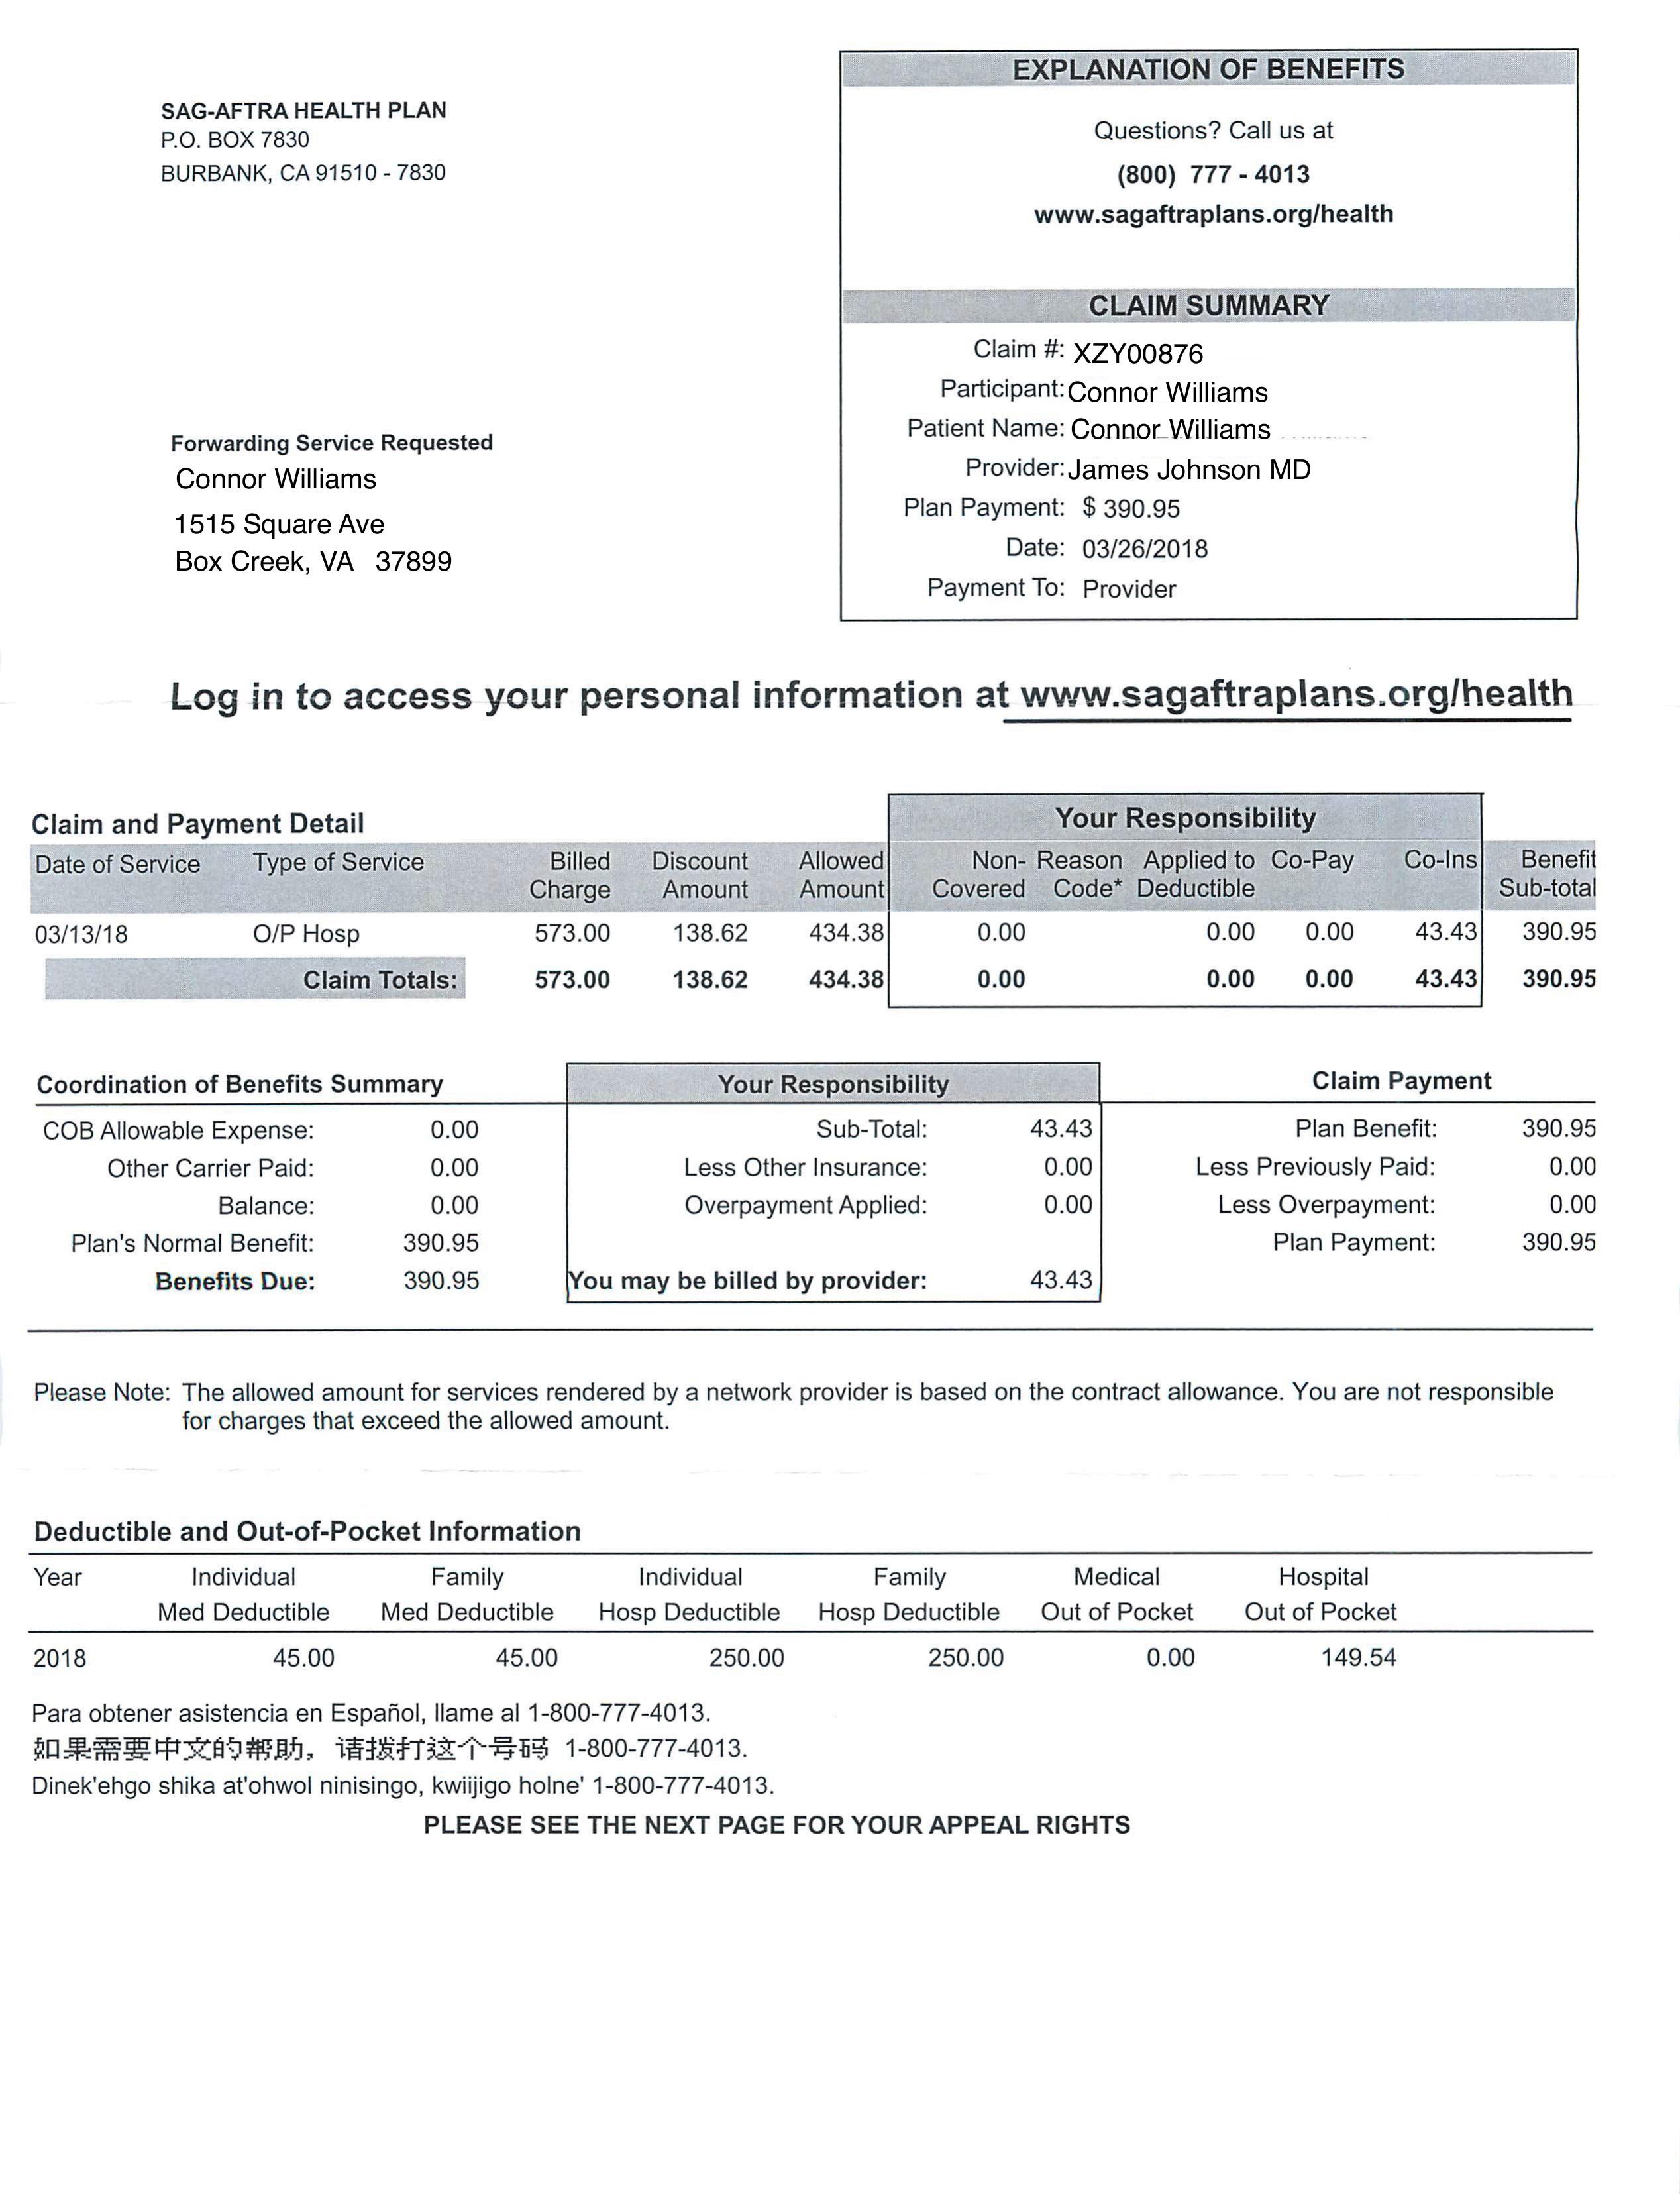 SAG-AFTRA HEALTH PLAN
P.O. BOX 7830
BURBANK, CA 91510 - 7830
EXPLANATION OF BENEFITS
Questions? Call us at
(800) 777 - 4013
www.sagaftraplans.org/health
CLAIM SUMMARY
Claim #: XZY00876
Participant: Connor Williams
Patient Name: Connor Williams
Provider: James Johnson MD
Plan Payment: $ 390.95
Date: 03/26/2018
Payment To: Provider
Forwarding Service Requested
Connor Williams
1515 Square Ave
Box Creek, VA 37899
Log in to access your personal information at www.sagaftraplans.org/health
Claim and Payment Detail
Your Responsibility
Date of Service Type of Service Billed Discount Allowed Non- Reason Applied to Co-Pay Co-Ins Benefit
Charge Amount Amount Covered Code* Deductible Sub-total
03/13/18 O/P Hosp 573.00 138.62 434.38 0.00 0.00 0.00 43.43 390.95
Claim Totals: 573.00 138.62 434.38 0.00 0.00 0.00 43.43 390.95
Coordination of Benefits Summary Your Responsibility Claim Payment
COB Allowable Expense: 0.00 Sub-Total: 43.43 Plan Benefit: 390.95
Other Carrier Paid: 0.00 Less Other Insurance: 0.00 Less Previously Paid: 0.00
Balance: 0.00 Overpayment Applied: 0.00 Less Overpayment: 0.00
Plan's Normal Benefit: 390.95 Plan Payment: 390.95
Benefits Due: 390.95 You may be billed by provider: 43.43
Please Note: The allowed amount for services rendered by a network provider is based on the contract allowance. You are not responsible
for charges that exceed the allowed amount.
Deductible and Out-of-Pocket Information
Year Individual Family Individual Family Medical Hospital
Med Deductible Med Deductible Hosp Deductible Hosp Deductible Out of Pocket Out of Pocket
2018 45.00 45.00 250.00 250.00 0.00 149.54
Para obtener asistencia en Español, llame al 1-800-777-4013.
如果需要中文的帮助，请拨打这个号码 1-800-777-4013.
Dinek'ehgo shika at'ohwol ninisingo, kwiijigo holne' 1-800-777-4013.
PLEASE SEE THE NEXT PAGE FOR YOUR APPEAL RIGHTS